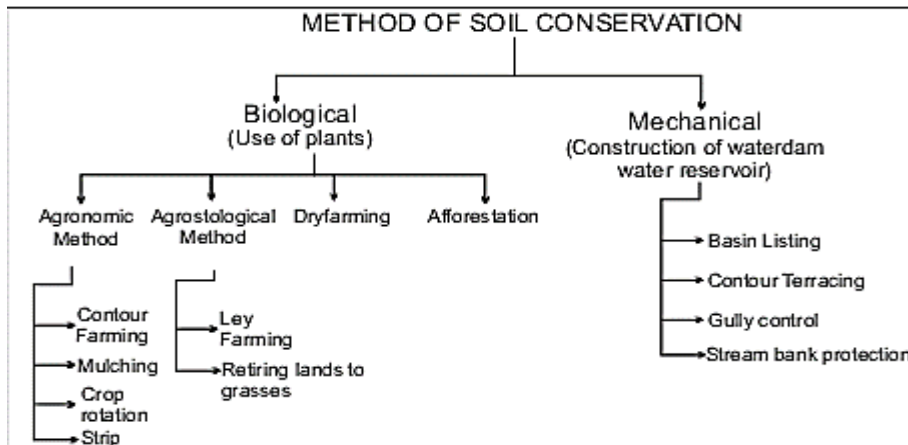 METHOD OF SOIL CONSERVATION
Biological
(Use of plants)
Mechanical
(Construction of waterdam
water reservoir)
Agronomic
Method
Agrostological
Method
Dryfarming
Afforestation
Contour
Farming
Mulching
Crop
rotation
Strip
Ley
Farming
Retiring lands to
grasses
Basin Listing
Contour Terracing
Gully control
Stream bank protection